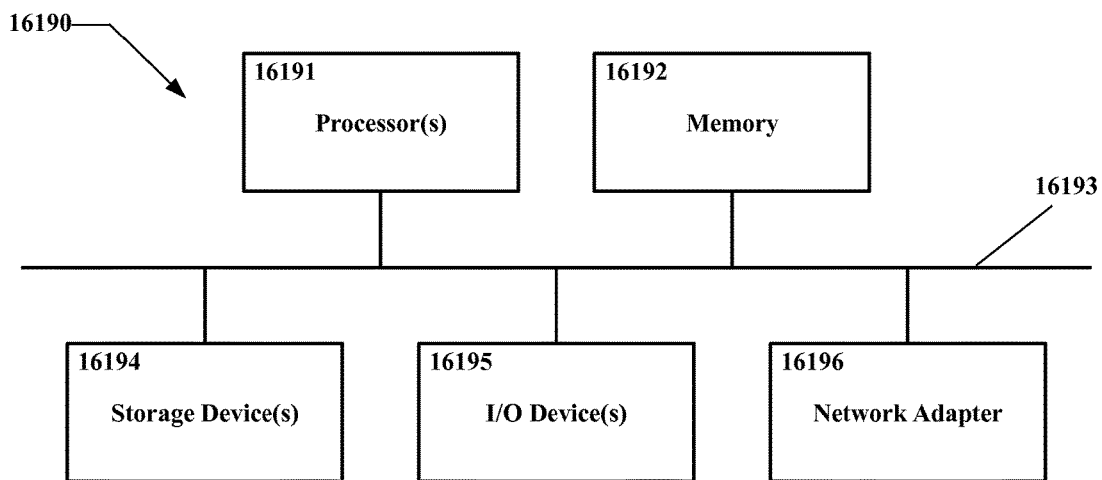 16190
16191
Processor(s)
16192
Memory
16193
16194
Storage Device(s)
16195
I/O Device(s)
16196
Network Adapter